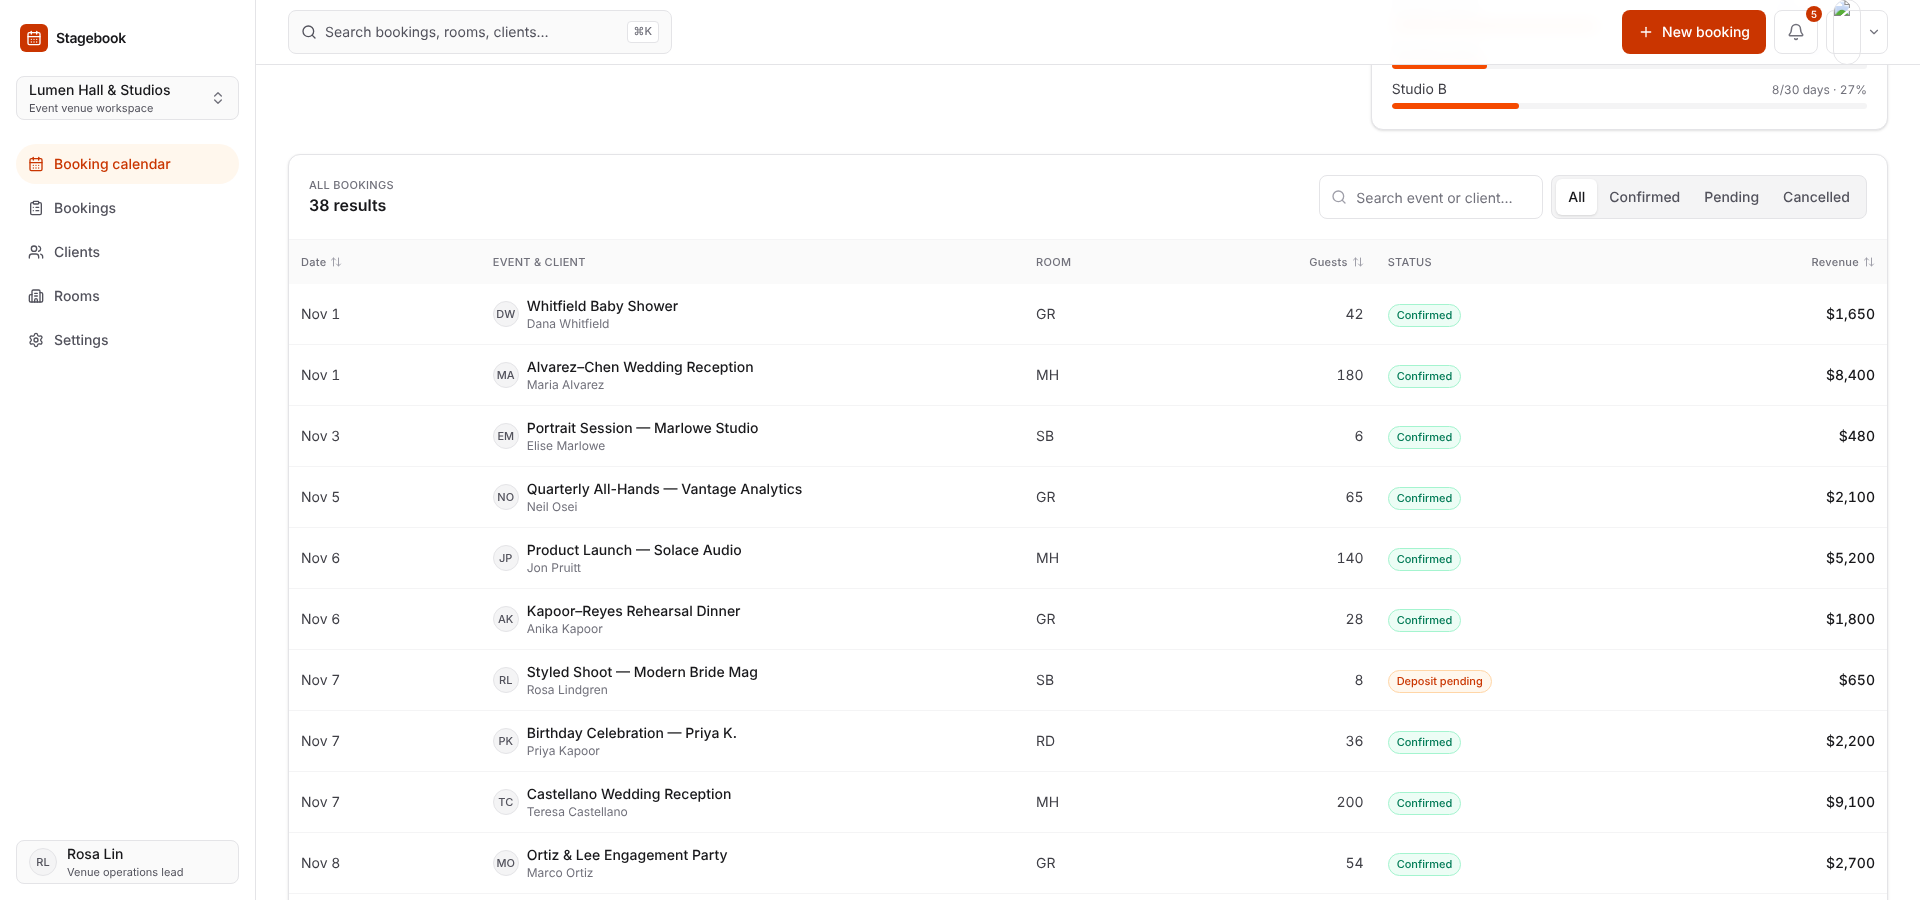 Stagebook
Search bookings, rooms, clients...
⌘K
New booking
5
Lumen Hall & Studios
Event venue workspace
Booking calendar
Bookings
Clients
Rooms
Settings
Rosa Lin
RL
Venue operations lead
Studio B
8/30 days · 27%
ALL BOOKINGS
38 results
Search event or client...
All Confirmed Pending Cancelled
Date EVENT & CLIENT ROOM Guests STATUS Revenue
Nov 1 DW Whitfield Baby Shower GR 42 Confirmed $1,650
Dana Whitfield
Nov 1 MA Alvarez–Chen Wedding Reception MH 180 Confirmed $8,400
Maria Alvarez
Nov 3 EM Portrait Session — Marlowe Studio SB 6 Confirmed $480
Elise Marlowe
Nov 5 NO Quarterly All-Hands — Vantage Analytics GR 65 Confirmed $2,100
Neil Osei
Nov 6 JP Product Launch — Solace Audio MH 140 Confirmed $5,200
Jon Pruitt
Nov 6 AK Kapoor–Reyes Rehearsal Dinner GR 28 Confirmed $1,800
Anika Kapoor
Nov 7 RL Styled Shoot — Modern Bride Mag SB 8 Deposit pending $650
Rosa Lindgren
Nov 7 PK Birthday Celebration — Priya K. RD 36 Confirmed $2,200
Priya Kapoor
Nov 7 TC Castellano Wedding Reception MH 200 Confirmed $9,100
Teresa Castellano
Nov 8 MO Ortiz & Lee Engagement Party GR 54 Confirmed $2,700
Marco Ortiz